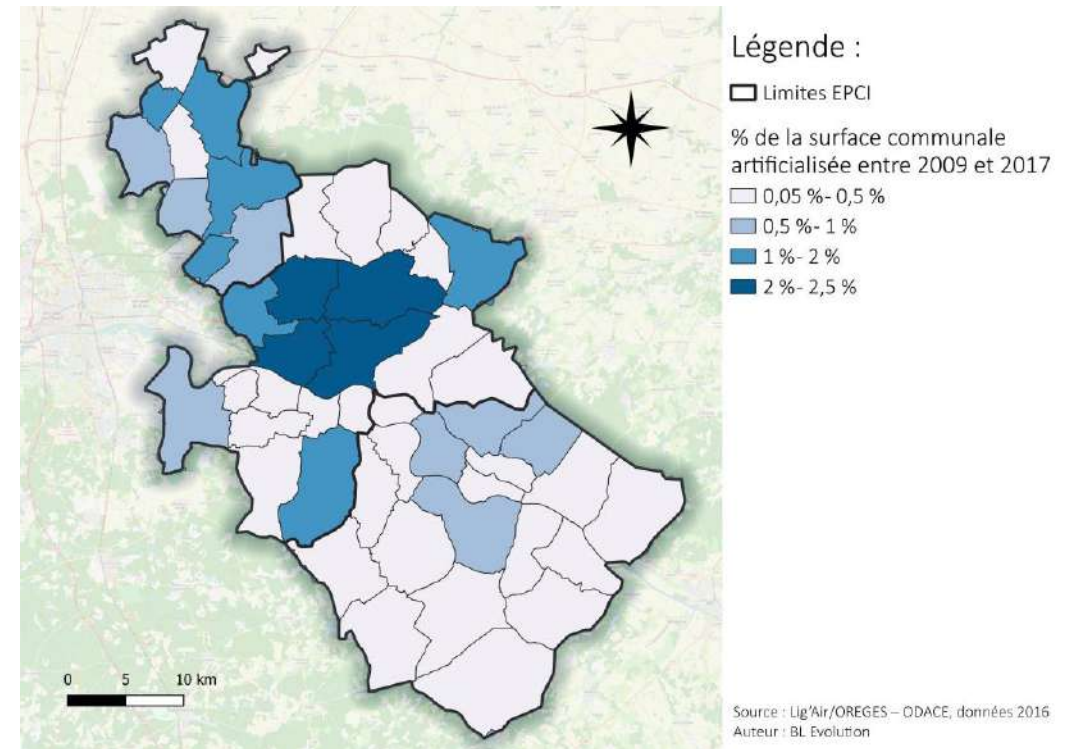 Légende :
Limites EPCI
% de la surface communale
artificialisée entre 2009 et 2017
0,05 %- 0,5 %
0,5 %- 1 %
1 %- 2 %
2 %- 2,5 %
0 5 10 km
Source : Lig'Air/OREGES – ODACE, données 2016
Auteur : BL Evolution